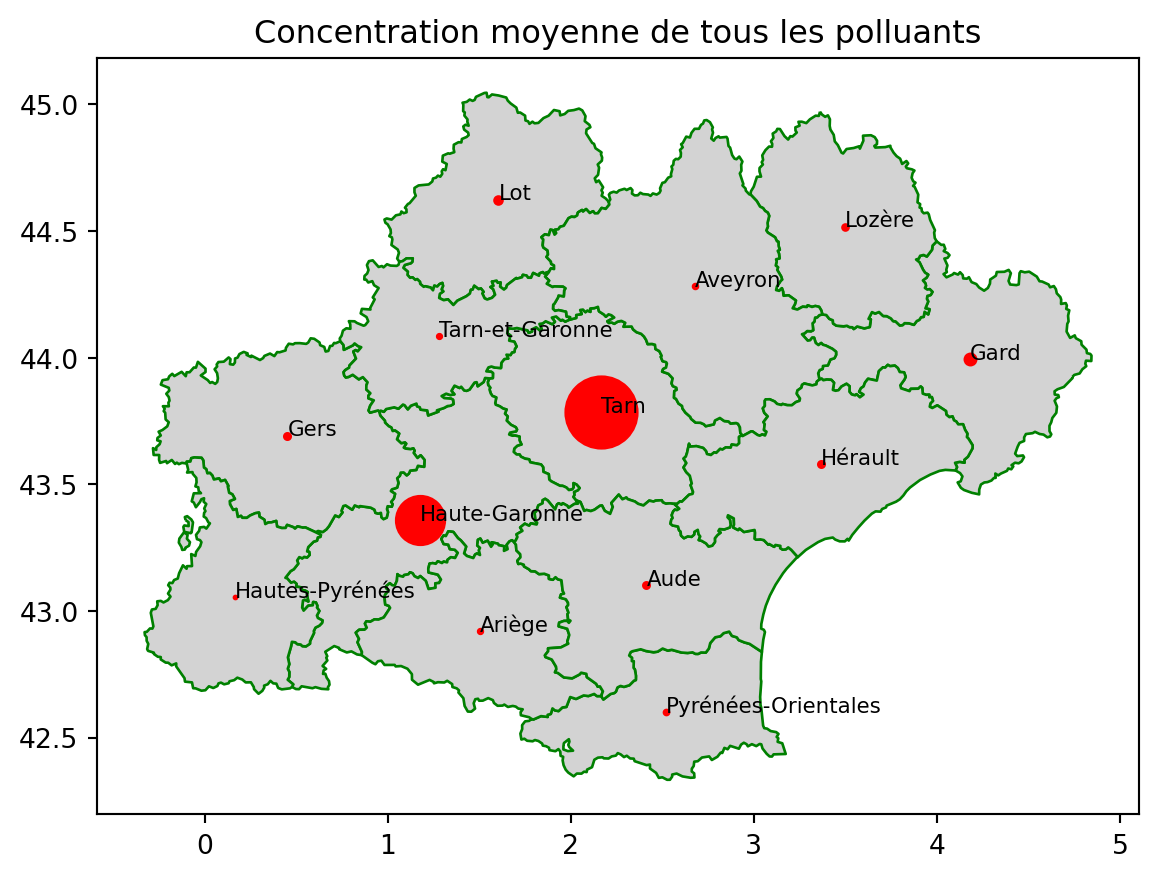 Concentration moyenne de tous les polluants
45.0
44.5
44.0
43.5
43.0
42.5
Lot
Lozère
Aveyron
Tarn-et-Garonne
Gard
Tarn
Gers
Hérault
Haute-Garonne
Hautes-Pyrénées
Aude
Ariège
Pyrénées-Orientales
0 1 2 3 4 5